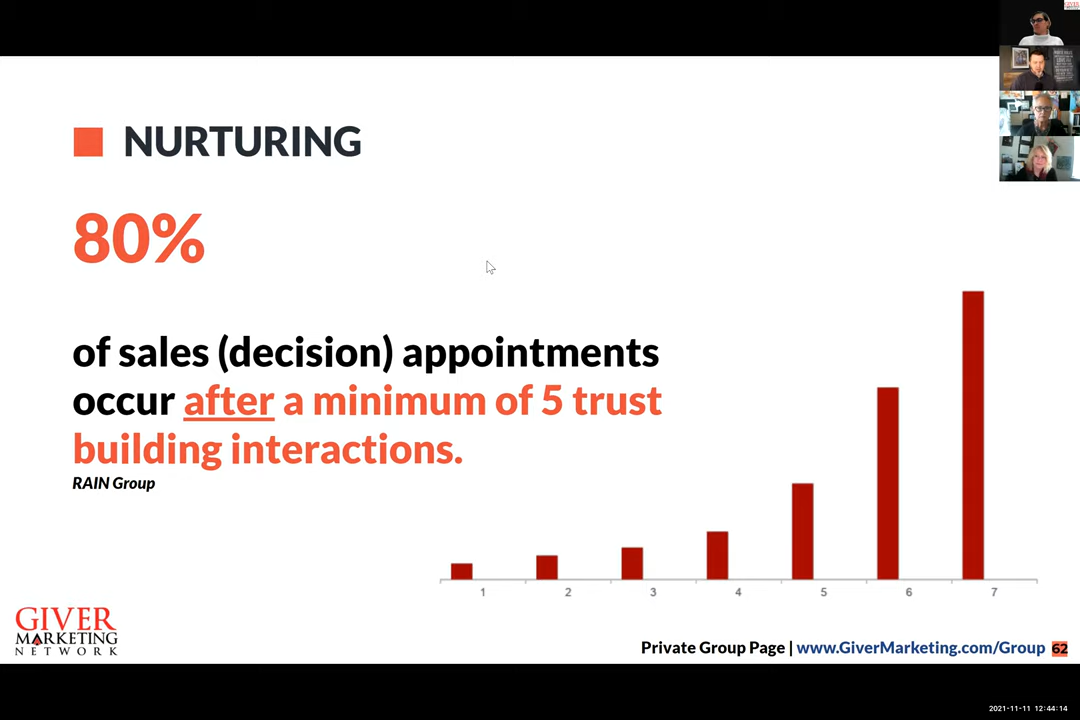 NURTURING
80%
of sales (decision) appointments
occur after a minimum of 5 trust
building interactions.
RAIN Group
1 2 3 4 5 6 7
GIVER
MARKETING
NETWORK
Private Group Page | www.GiverMarketing.com/Group 62
2021-11-11 12:44:14
GIVER